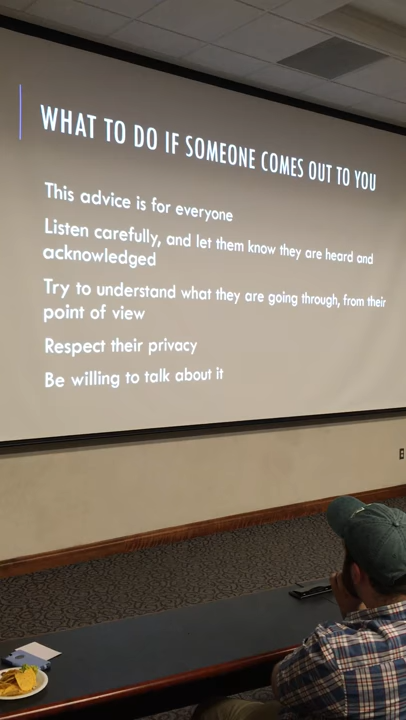 WHAT TO DO IF SOMEONE COMES OUT TO YOU
This advice is for everyone
Listen carefully, and let them know they are heard and
acknowledged
Try to understand what they are going through, from their
point of view
Respect their privacy
Be willing to talk about it